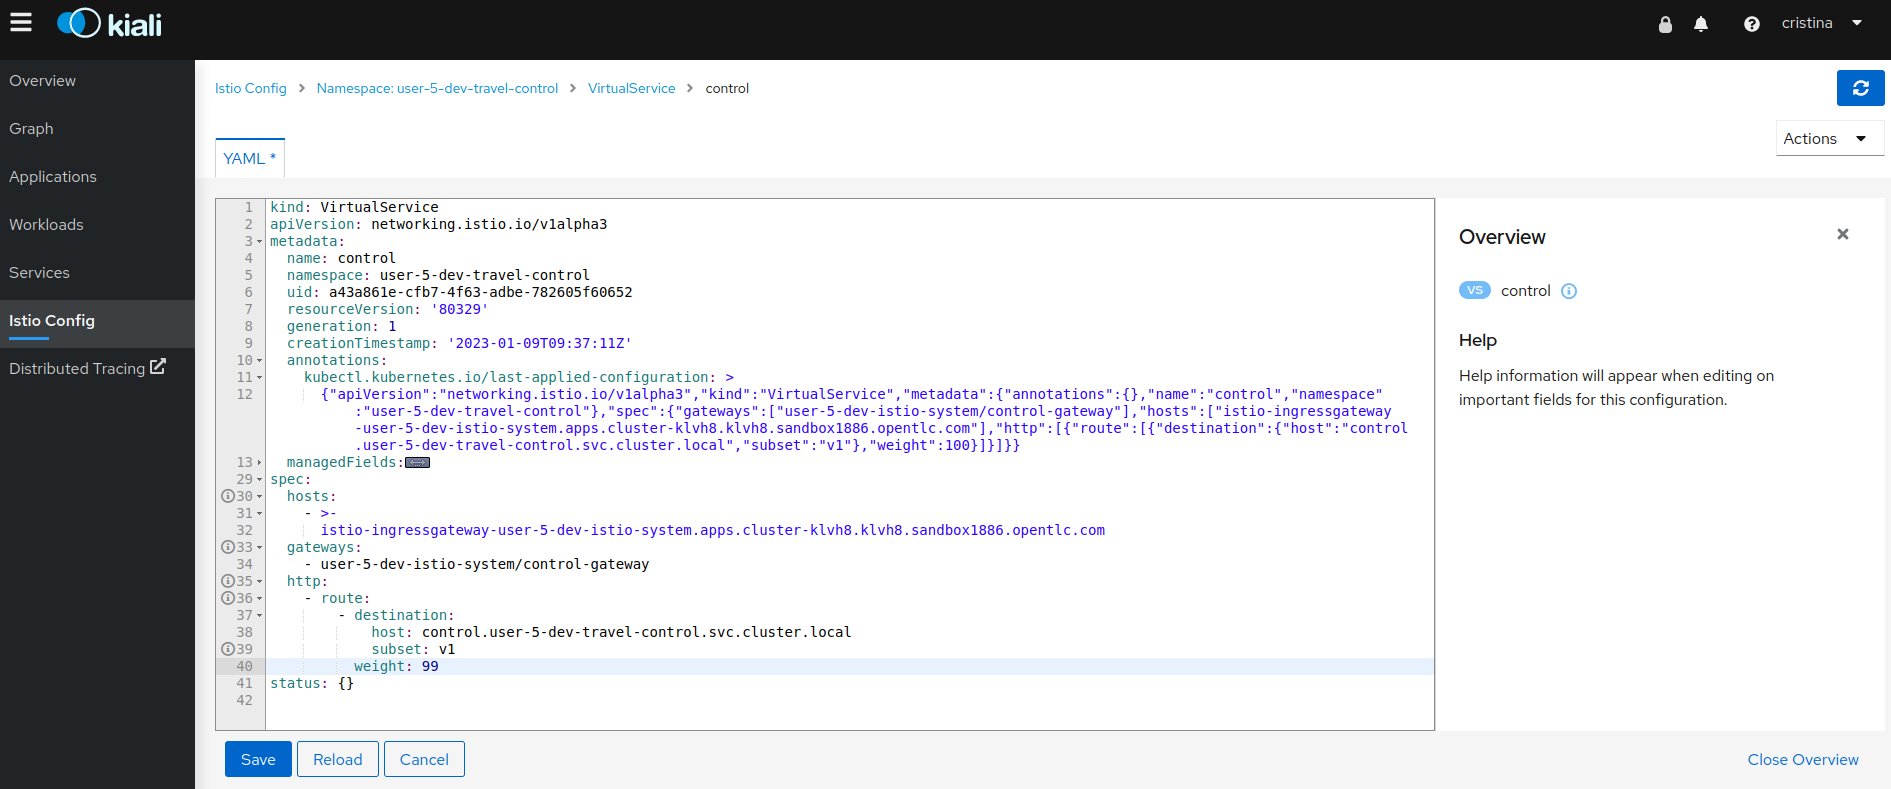 kiali
cristina
Overview
Graph
Applications
Workloads
Services
Istio Config
Distributed Tracing
Istio Config > Namespace: user-5-dev-travel-control > VirtualService > control
Actions
YAML *
1 kind: VirtualService
2 apiVersion: networking.istio.io/v1alpha3
3 metadata:
4 name: control
5 namespace: user-5-dev-travel-control
6 uid: a43a861e-cfb7-4f63-adbe-782605f60652
7 resourceVersion: '80329'
8 generation: 1
9 creationTimestamp: '2023-01-09T09:37:11Z'
10 annotations:
11 kubectl.kubernetes.io/last-applied-configuration: >
12 {"apiVersion":"networking.istio.io/v1alpha3","kind":"VirtualService","metadata":{"annotations":{},"name":"control","namespace"
:"user-5-dev-travel-control"},"spec":{"gateways":["user-5-dev-istio-system/control-gateway"],"hosts":["istio-ingressgateway
-user-5-dev-istio-system.apps.cluster-klvh8.klvh8.sandbox1886.opentlc.com"],"http":[{"route":[{"destination":{"host":"control
.user-5-dev-travel-control.svc.cluster.local","subset":"v1"},"weight":100}]}]}}
13 managedFields:
29 spec:
30 hosts:
31 - >-
32 istio-ingressgateway-user-5-dev-istio-system.apps.cluster-klvh8.klvh8.sandbox1886.opentlc.com
33 gateways:
34 - user-5-dev-istio-system/control-gateway
35 http:
36 - route:
37 - destination:
38 host: control.user-5-dev-travel-control.svc.cluster.local
39 subset: v1
40 weight: 99
41 status: {}
42
Overview
VS control
Help
Help information will appear when editing on
important fields for this configuration.
Save Reload Cancel
Close Overview